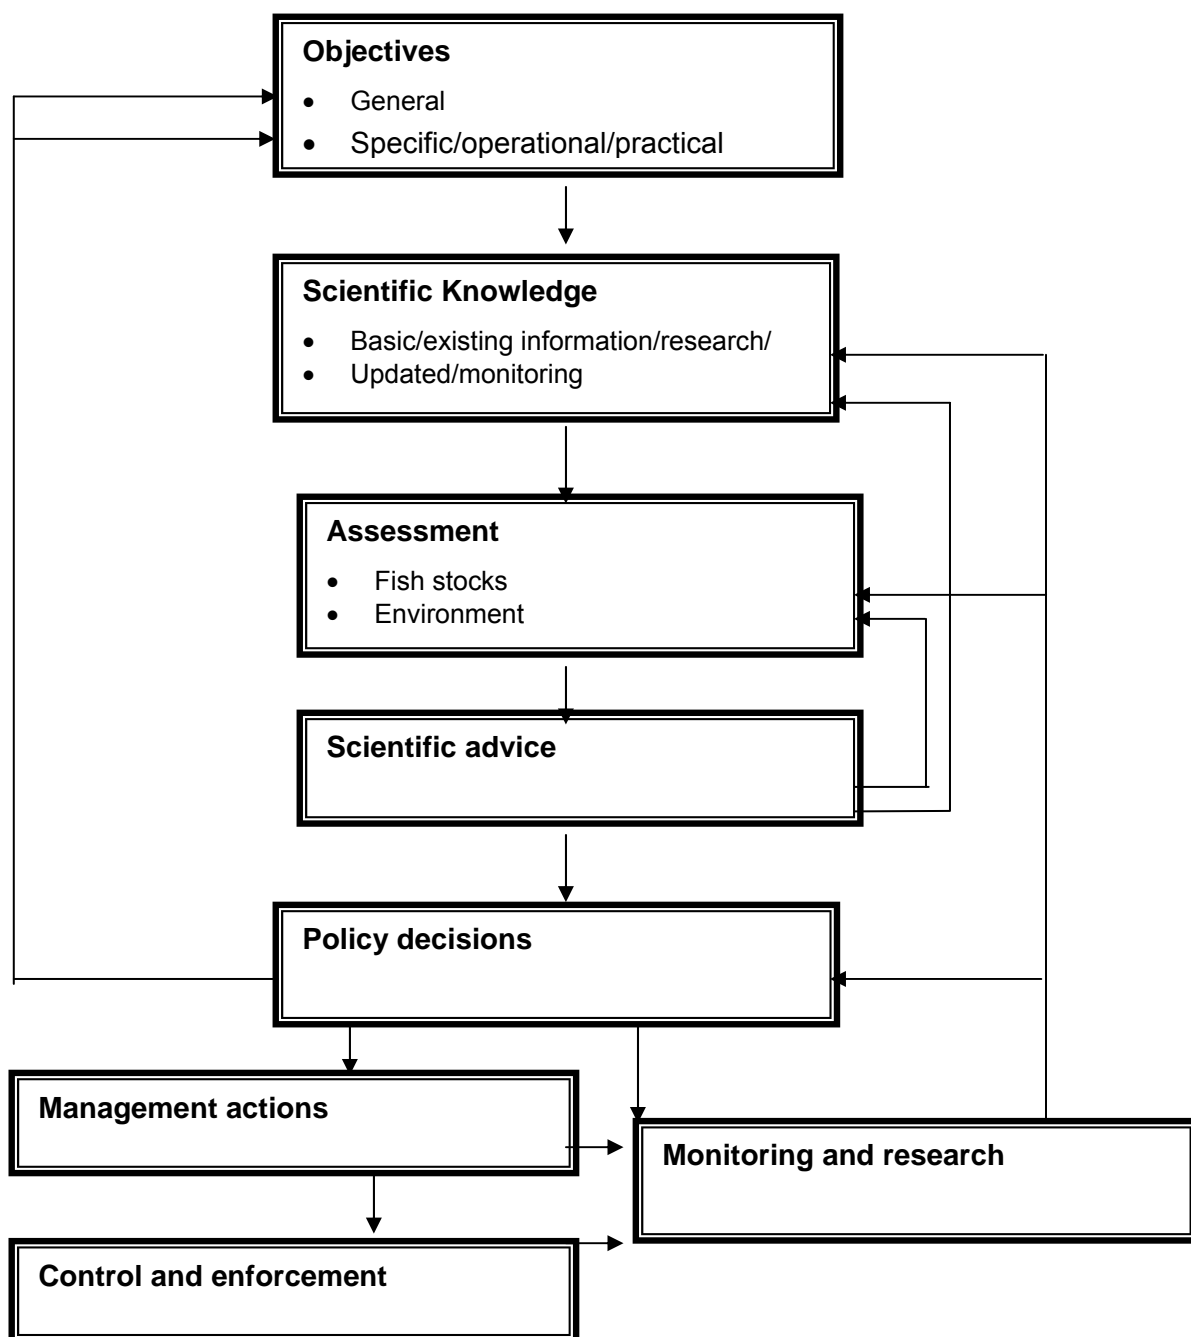 Objectives
• General
• Specific/operational/practical
Scientific Knowledge
• Basic/existing information/research/
• Updated/monitoring
Assessment
• Fish stocks
• Environment
Scientific advice
Policy decisions
Management actions
Monitoring and research
Control and enforcement